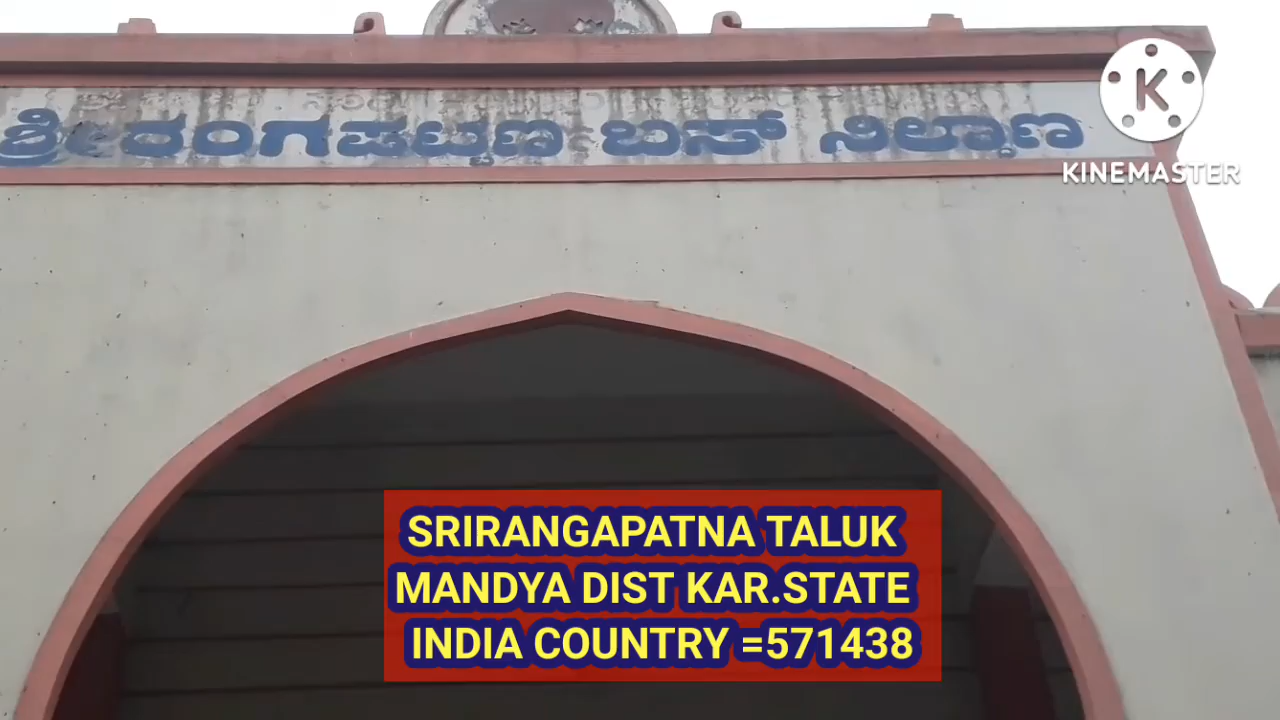 ಶ್ರೀರಂಗಪಟ್ಟಣ ಬಸ್ ನಿಲ್ದಾಣ
K
KINEMASTER
SRIRANGAPATNA TALUK
MANDYA DIST KAR.STATE
INDIA COUNTRY =571438